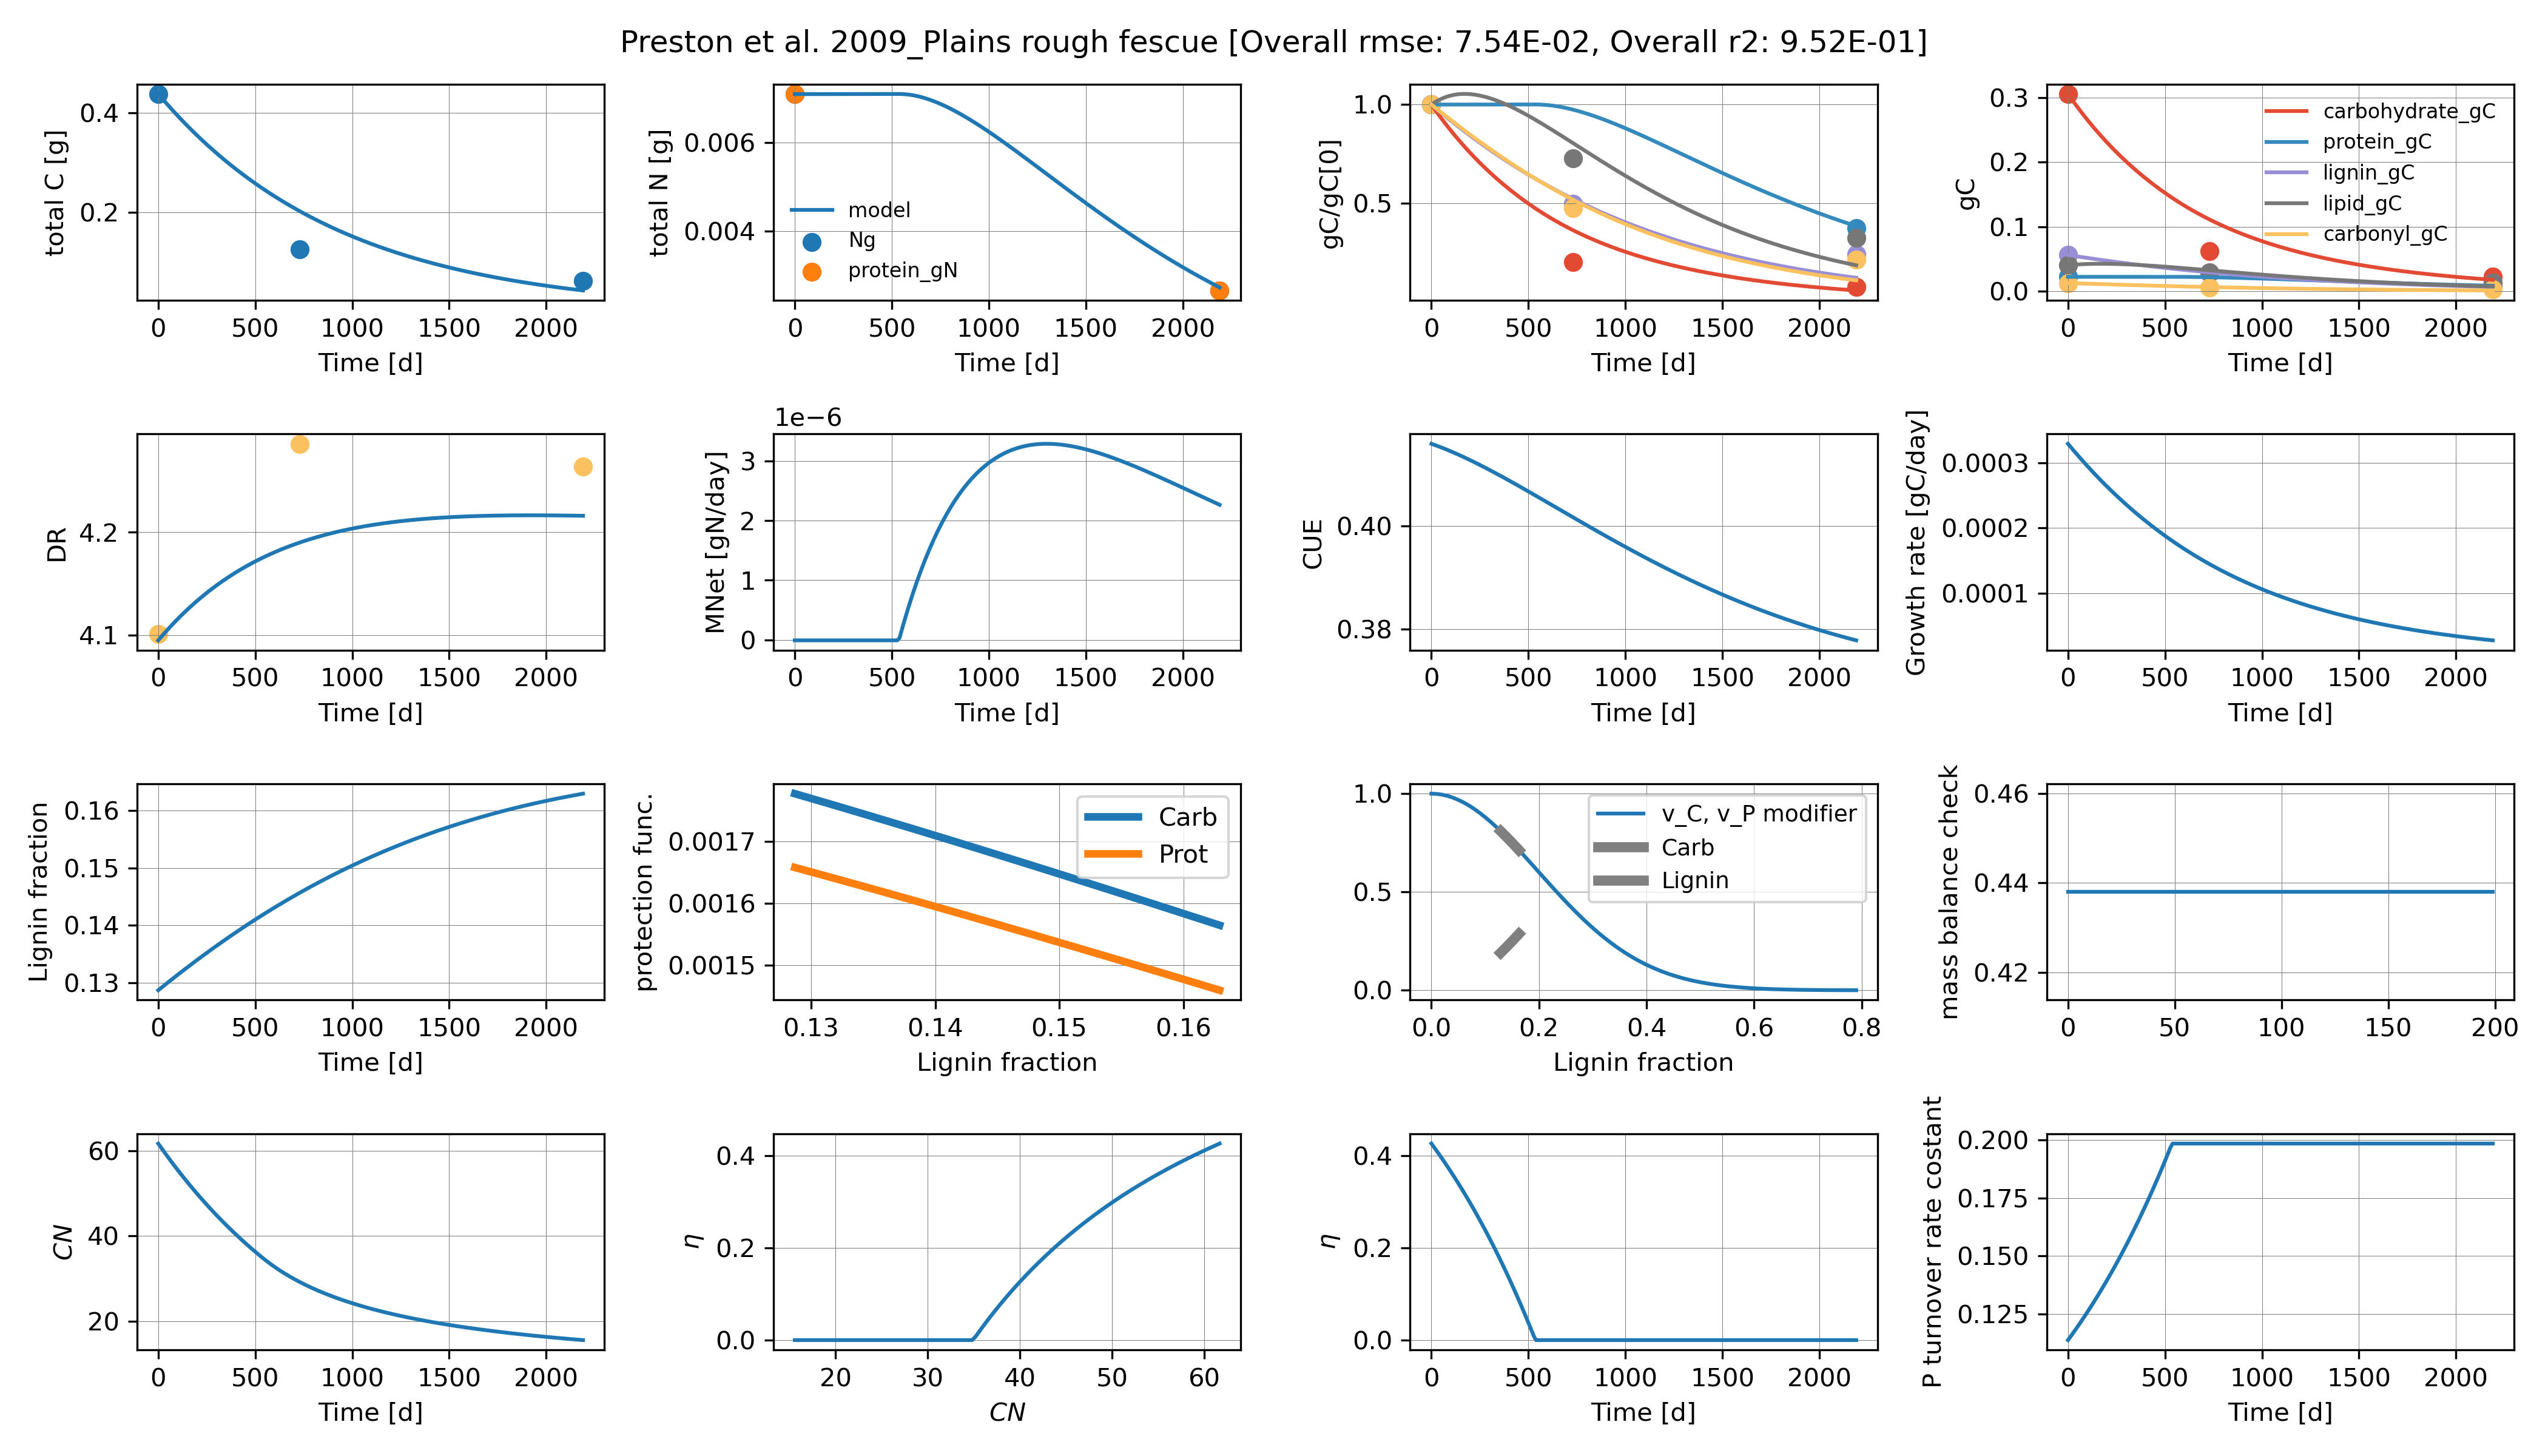 Preston et al. 2009_Plains rough fescue [Overall rmse: 7.54E-02, Overall r2: 9.52E-01]
total C [g]
0.4
0.2
0 500 1000 1500 2000
Time [d]
total N [g]
0.006
0.004
model
Ng
protein_gN
0 500 1000 1500 2000
Time [d]
gC/gC[0]
1.0
0.5
0 500 1000 1500 2000
Time [d]
gC
0.3
0.2
0.1
0.0
carbohydrate_gC
protein_gC
lignin_gC
lipid_gC
carbonyl_gC
0 500 1000 1500 2000
Time [d]
DR
4.2
4.1
0 500 1000 1500 2000
Time [d]
1e−6
MNet [gN/day]
3
2
1
0
0 500 1000 1500 2000
Time [d]
CUE
0.40
0.38
0 500 1000 1500 2000
Time [d]
Growth rate [gC/day]
0.0003
0.0002
0.0001
0 500 1000 1500 2000
Time [d]
Lignin fraction
0.16
0.15
0.14
0.13
0 500 1000 1500 2000
Time [d]
protection func.
0.0017
0.0016
0.0015
Carb
Prot
0.13 0.14 0.15 0.16
Lignin fraction
1.0
0.5
0.0
v_C, v_P modifier
Carb
Lignin
0.0 0.2 0.4 0.6 0.8
Lignin fraction
mass balance check
0.46
0.44
0.42
0 50 100 150 200
CN
60
40
20
0 500 1000 1500 2000
Time [d]
η
0.4
0.2
0.0
20 30 40 50 60
CN
η
0.4
0.2
0.0
0 500 1000 1500 2000
Time [d]
P turnover rate costant
0.200
0.175
0.150
0.125
0 500 1000 1500 2000
Time [d]